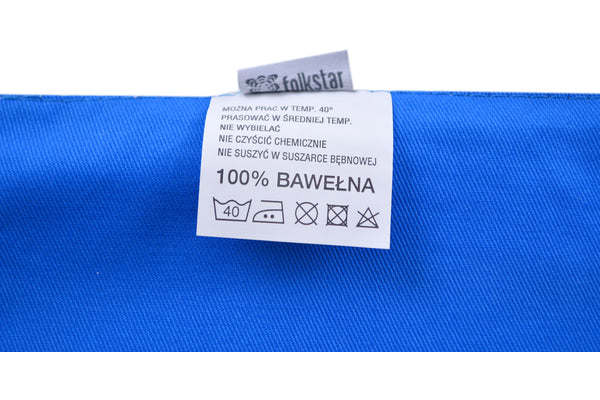 folkstar
MOŻNA PRAĆ W TEMP. 40°
PRASOWAĆ W ŚREDNIEJ TEMP.
NIE WYBIELAĆ
NIE CZYŚCIĆ CHEMICZNIE
NIE SUSZYĆ W SUSZARCE BĘBNOWEJ
100% BAWEŁNA
40